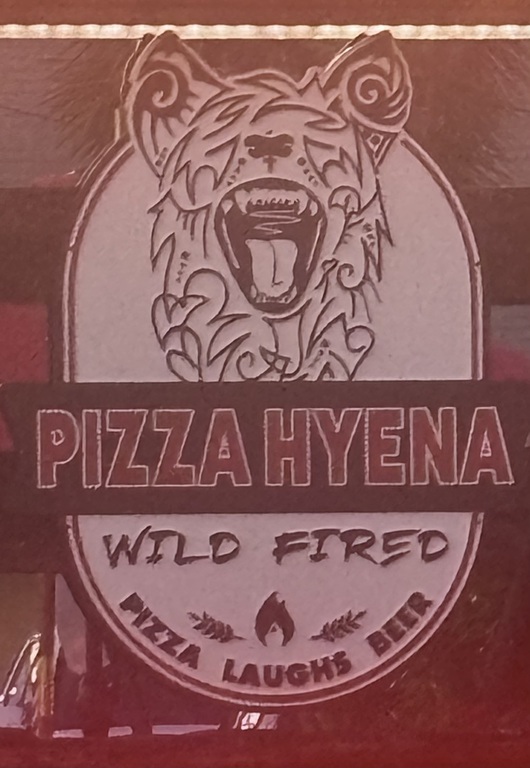 PIZZA HYENA
WILD FIRED
PIZZA LAUGHS BEER